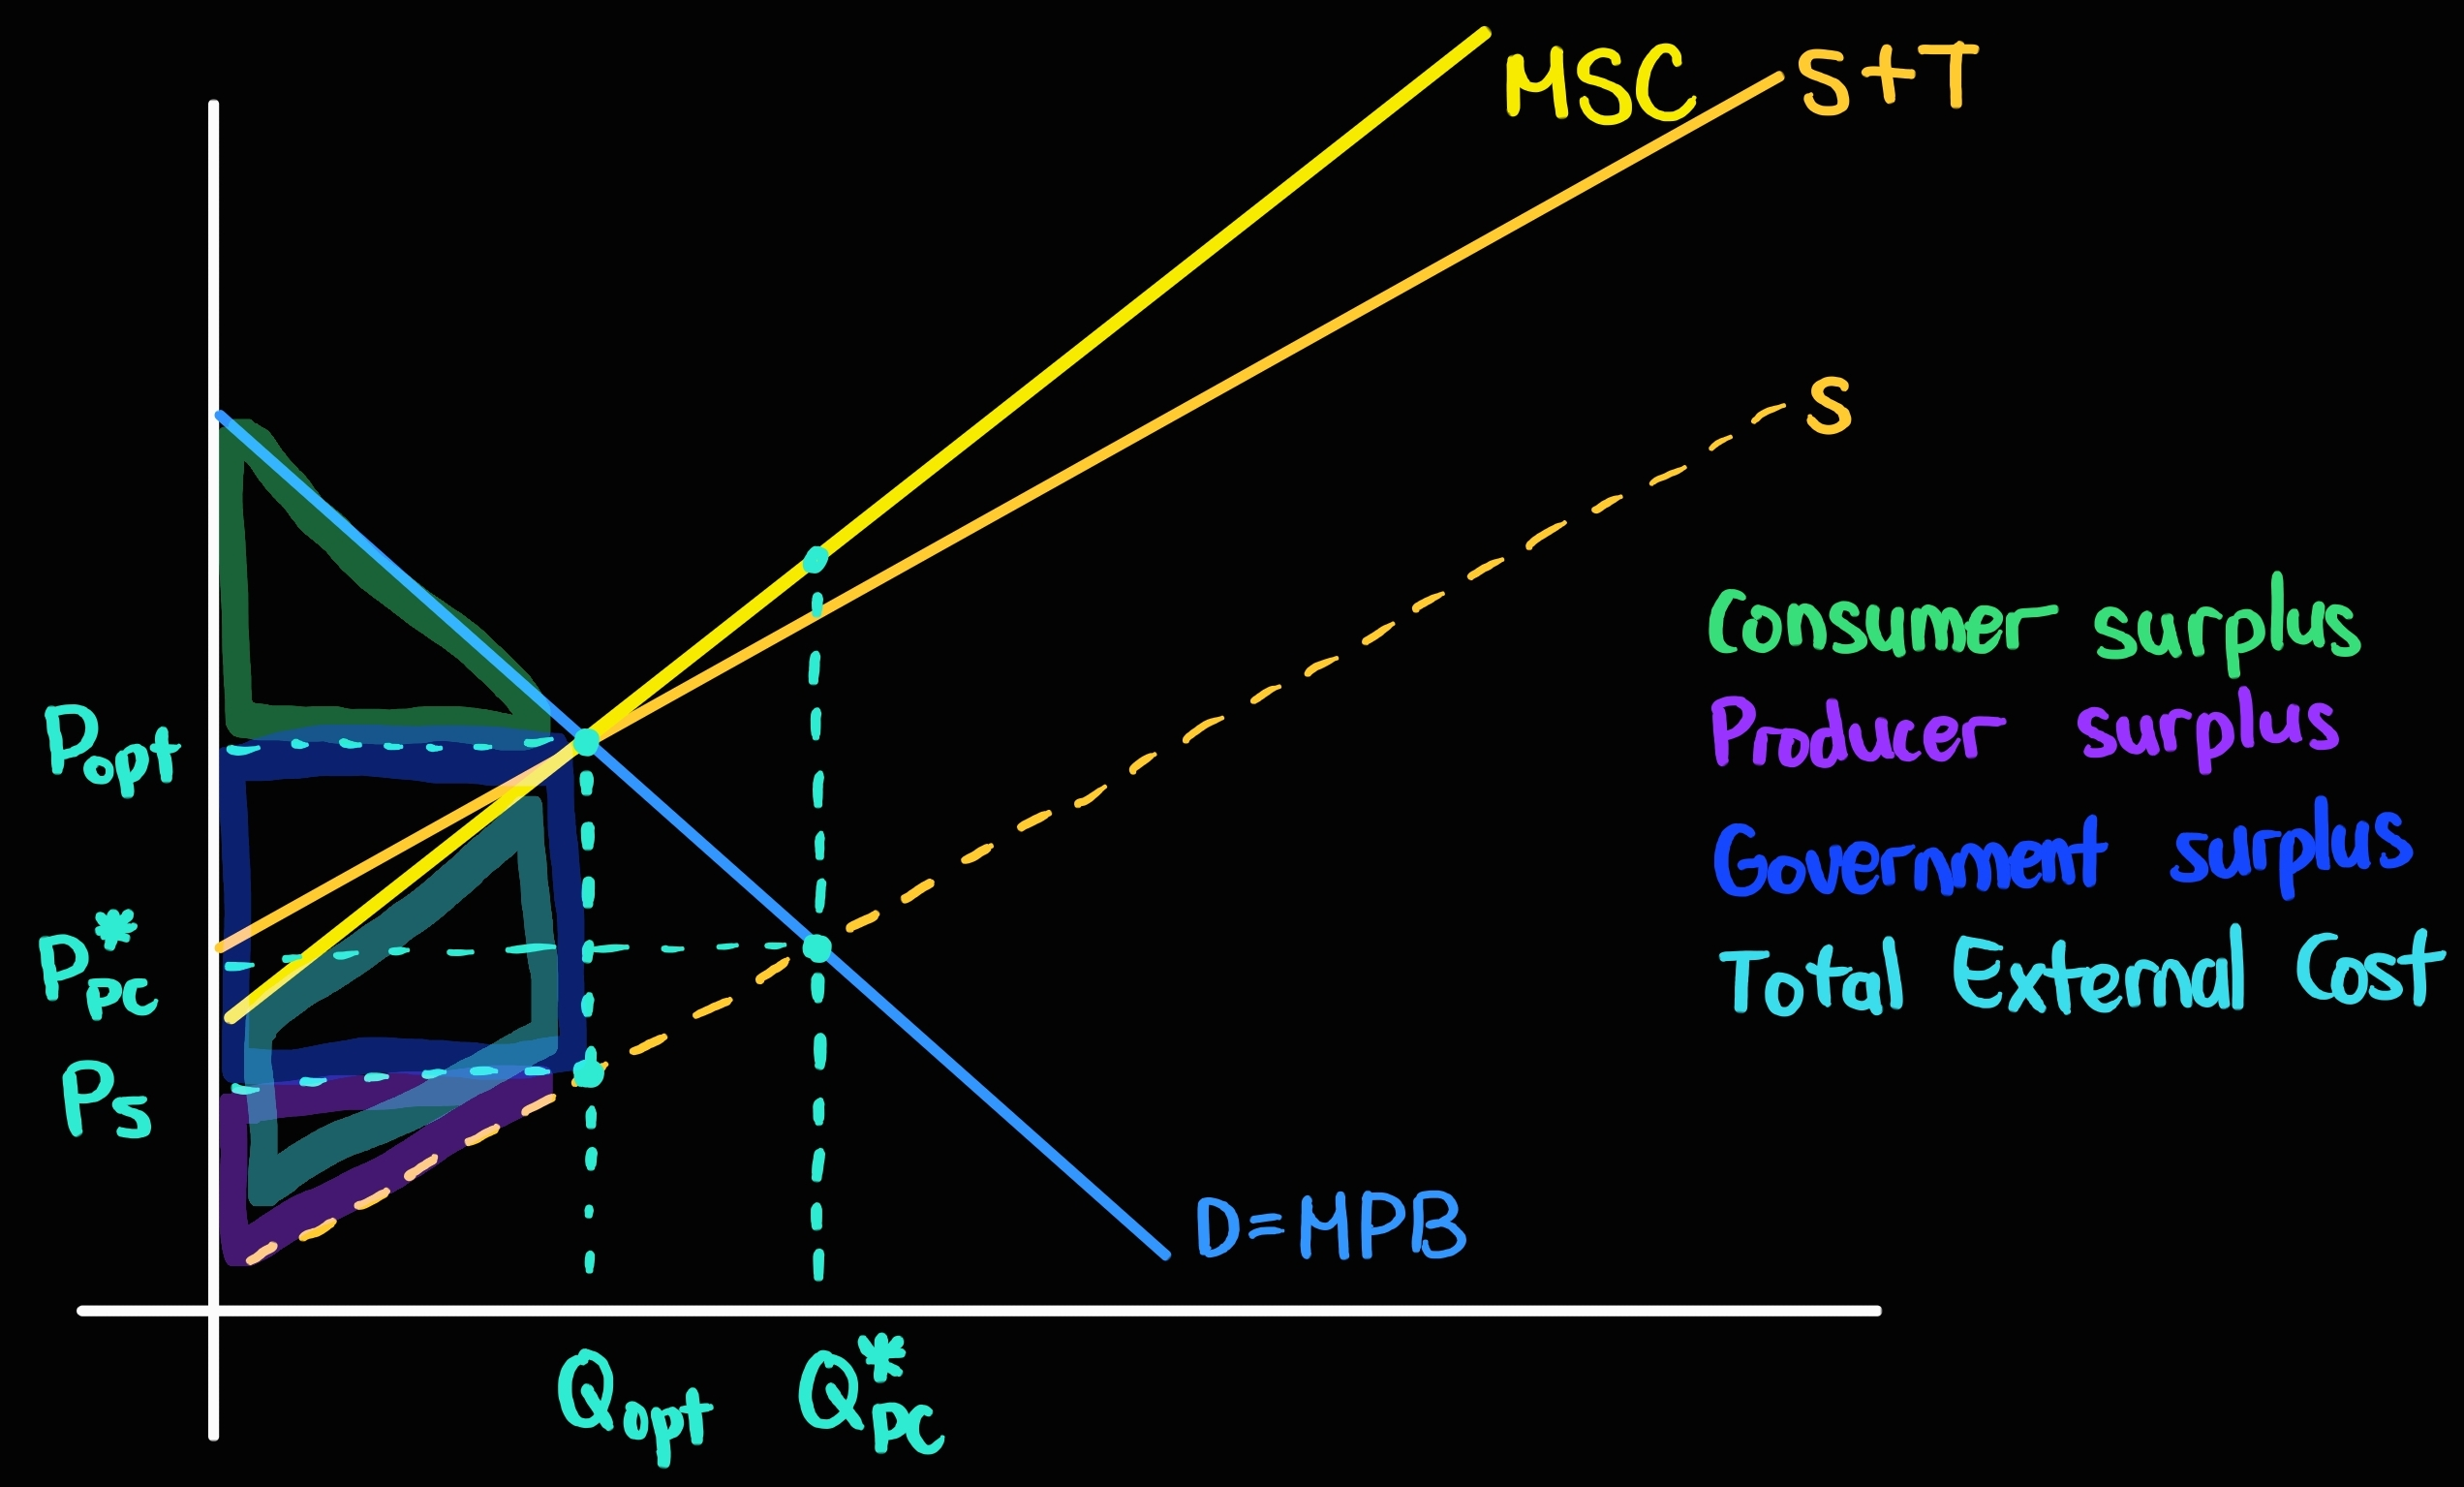 MSC
S+T
S
Consumer surplus
Popt
Producer surplus
Government surplus
P*pc
Total External Cost
Ps
D=MPB
Qopt
Q*pc